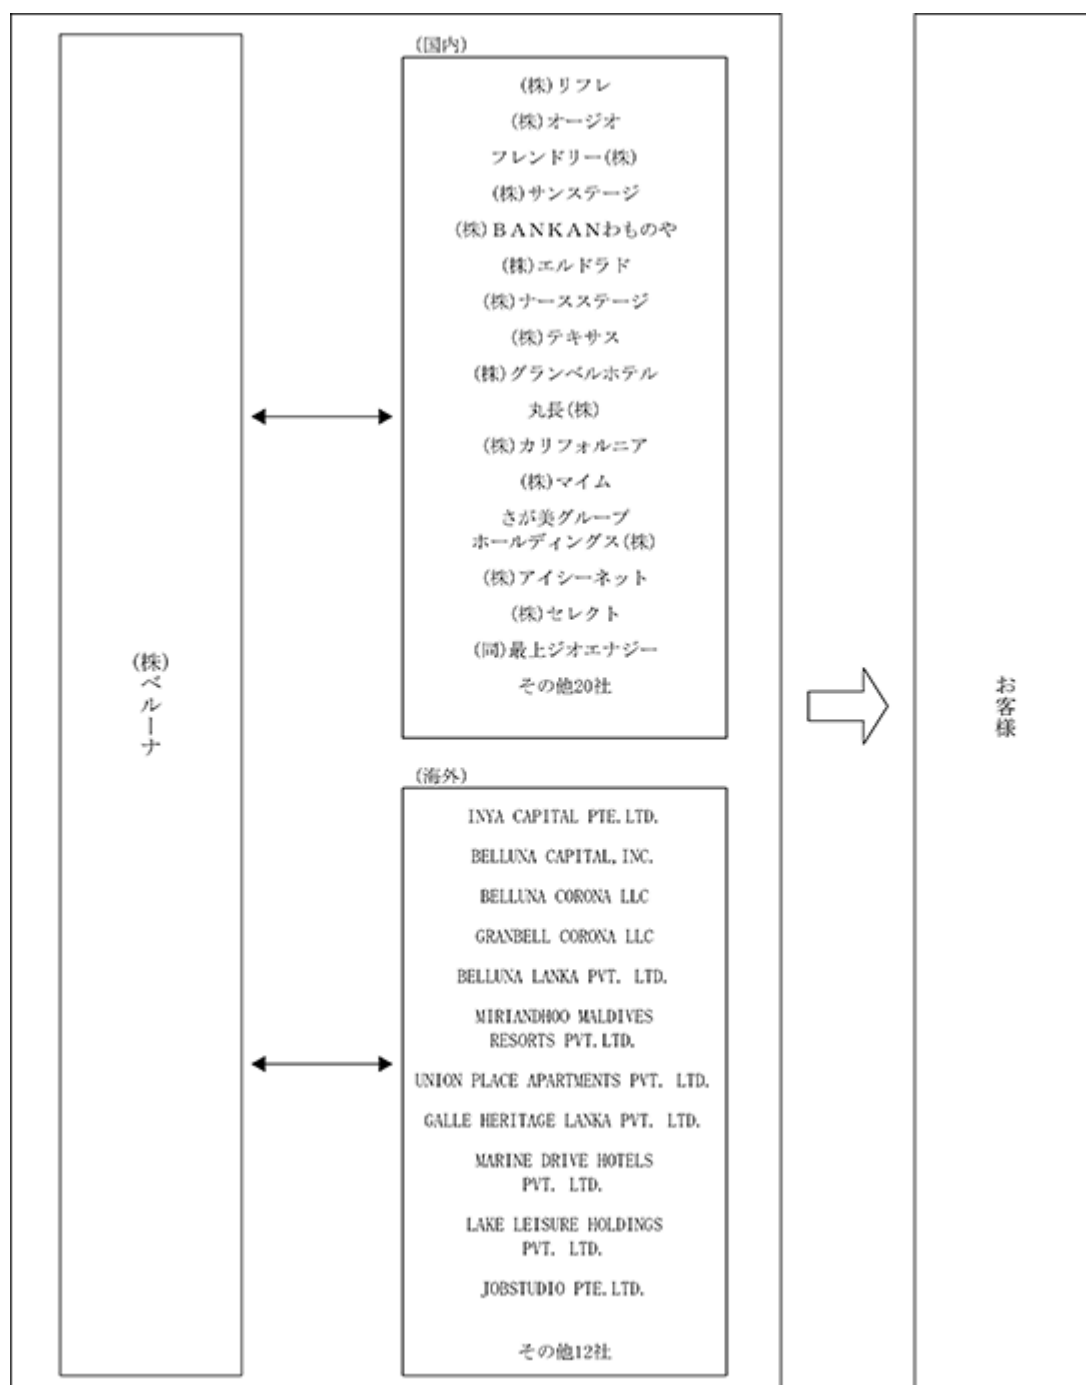 (株)ベルーナ
(国内)
(株)リフレ
(株)オージオ
フレンドリー(株)
(株)サンステージ
(株)ＢＡＮＫＡＮわものや
(株)エルドラド
(株)ナースステージ
(株)テキサス
(株)グランベルホテル
丸長(株)
(株)カリフォルニア
(株)マイム
さが美グループ
ホールディングス(株)
(株)アイシーネット
(株)セレクト
(同)最上ジオエナジー
その他20社
(海外)
INYA CAPITAL PTE.LTD.
BELLUNA CAPITAL,INC.
BELLUNA CORONA LLC
GRANBELL CORONA LLC
BELLUNA LANKA PVT. LTD.
MIRIANDHOO MALDIVES
RESORTS PVT.LTD.
UNION PLACE APARTMENTS PVT. LTD.
GALLE HERITAGE LANKA PVT. LTD.
MARINE DRIVE HOTELS
PVT. LTD.
LAKE LEISURE HOLDINGS
PVT. LTD.
JOBSTUDIO PTE.LTD.
その他12社
お客様